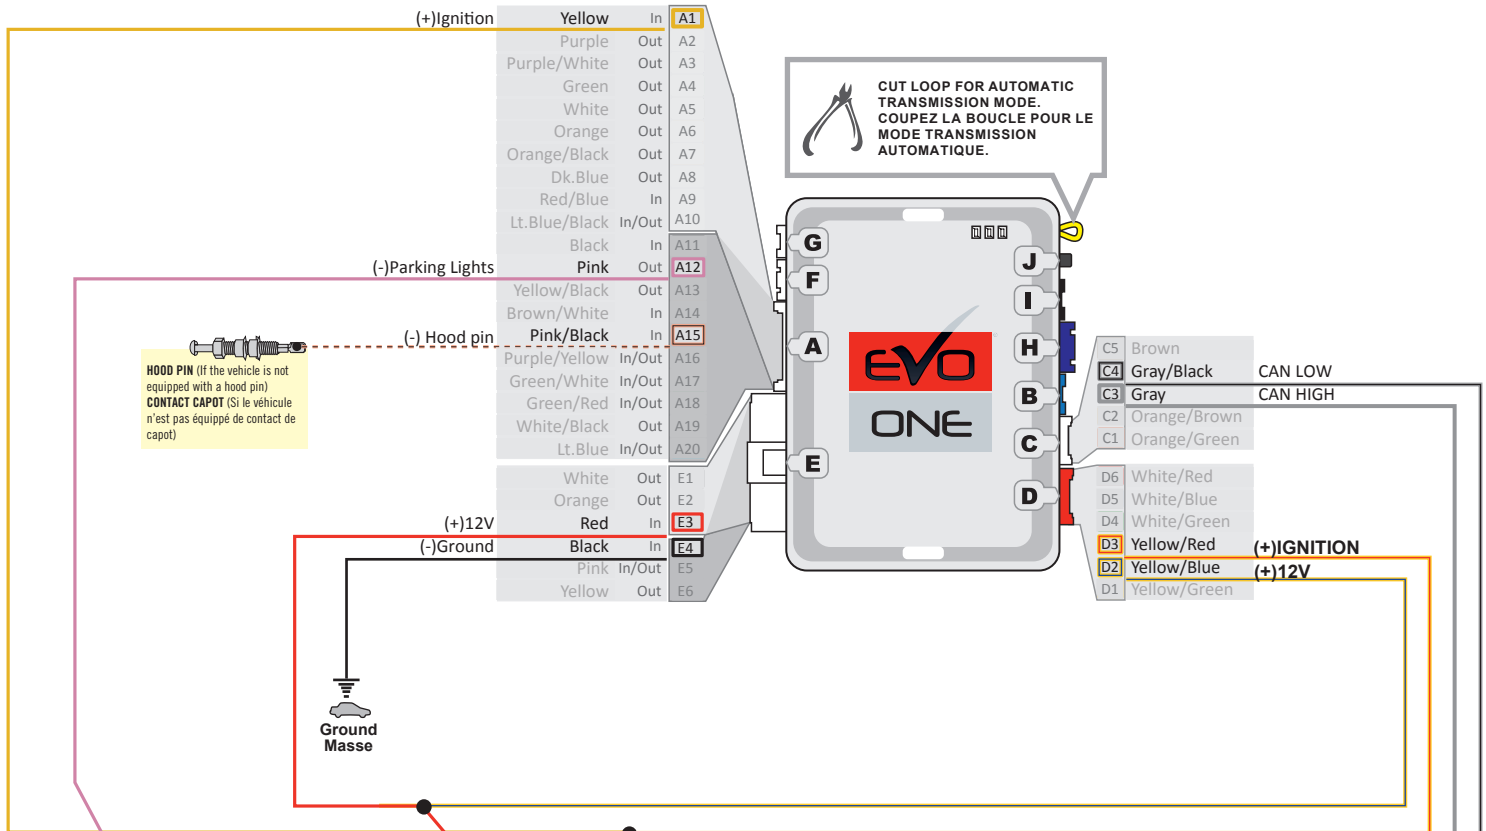 (+)Ignition Yellow In A1
Purple Out A2
Purple/White Out A3
Green Out A4
White Out A5
Orange Out A6
Orange/Black Out A7
Dk.Blue Out A8
Red/Blue In A9
Lt.Blue/Black In/Out A10
Black In A11
(-)Parking Lights Pink Out A12
Yellow/Black Out A13
Brown/White In A14
(-) Hood pin Pink/Black In A15
Purple/Yellow In/Out A16
Green/White In/Out A17
Green/Red In/Out A18
White/Black Out A19
Lt.Blue In/Out A20
HOOD PIN (If the vehicle is not
equipped with a hood pin)
CONTACT CAPOT (Si le véhicule
n'est pas équippé de contact de
capot)
White Out E1
Orange Out E2
(+)12V Red In E3
(-)Ground Black In E4
Pink In/Out E5
Yellow Out E6
Ground
Masse
CUT LOOP FOR AUTOMATIC
TRANSMISSION MODE.
COUPEZ LA BOUCLE POUR LE
MODE TRANSMISSION
AUTOMATIQUE.
G
F
A
E
J
I
H
B
C
D
EVO
ONE
C5 Brown
C4 Gray/Black CAN LOW
C3 Gray CAN HIGH
C2 Orange/Brown
C1 Orange/Green
D6 White/Red
D5 White/Blue
D4 White/Green
D3 Yellow/Red (+)IGNITION
D2 Yellow/Blue (+)12V
D1 Yellow/Green